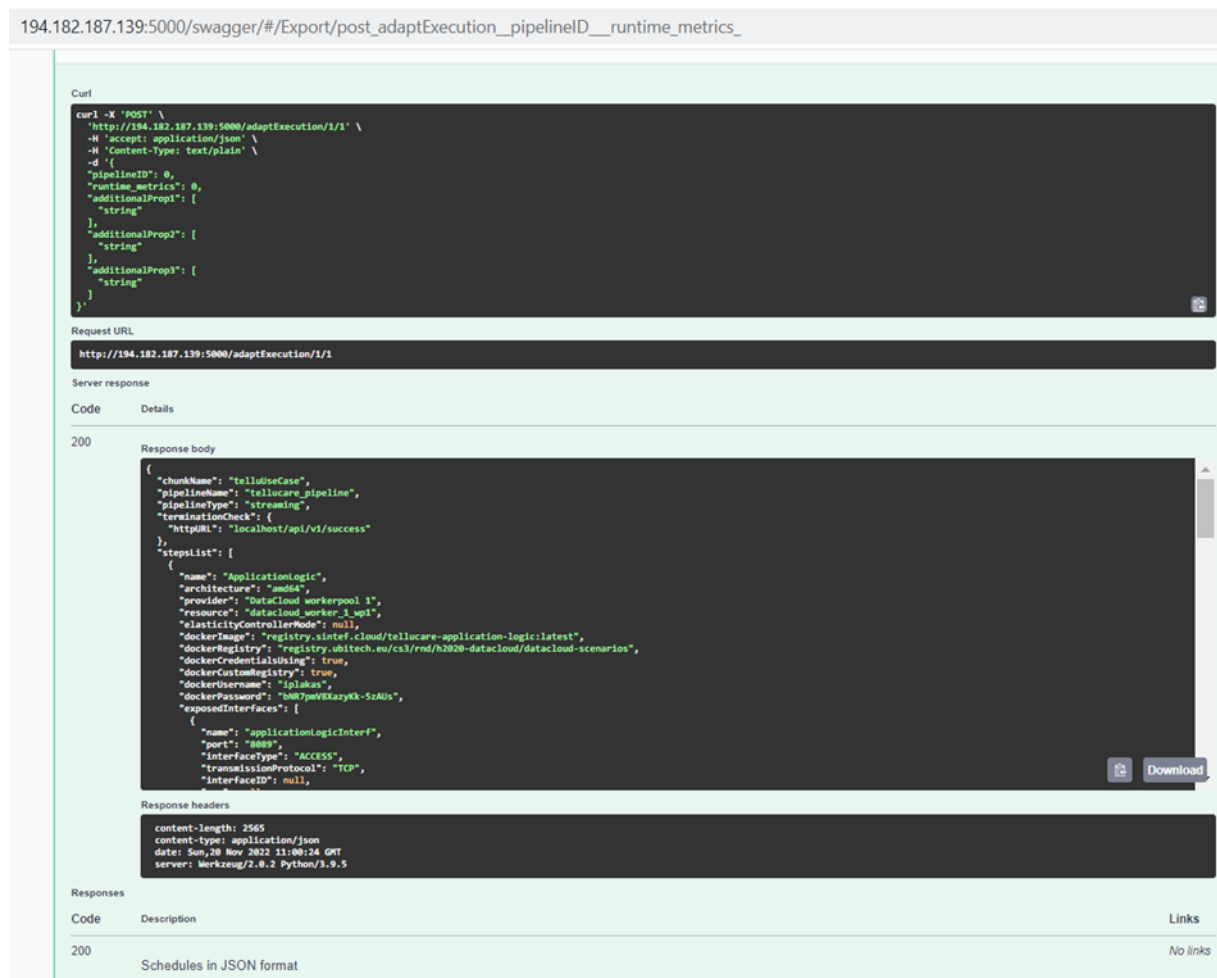 194.182.187.139:5000/swagger/#/Export/post_adaptExecution__pipelineID___runtime_metrics_
Curl
curl -X 'POST' \
'http://194.182.187.139:5000/adaptExecution/1/1' \
-H 'accept: application/json' \
-H 'Content-Type: text/plain' \
-d '{
"pipelineID": 0,
"runtime_metrics": 0,
"additionalProp1": [
"string"
],
"additionalProp2": [
"string"
],
"additionalProp3": [
"string"
]
}'
Request URL
http://194.182.187.139:5000/adaptExecution/1/1
Server response
Code Details
200
Response body
{
"chunkName": "telluUseCase",
"pipelineName": "tellucare_pipeline",
"pipelineType": "streaming",
"terminationCheck": {
"httpURL": "localhost/api/v1/success"
},
"stepsList": [
{
"name": "ApplicationLogic",
"architecture": "amd64",
"provider": "DataCloud workerpool 1",
"resource": "datacloud_worker_1_wp1",
"elasticityControllerMode": null,
"dockerImage": "registry.sintef.cloud/tellucare-application-logic:latest",
"dockerRegistry": "registry.ubitech.eu/cs3/rnd/h2020-datacloud/datacloud-scenarios",
"dockerCredentialsUsing": true,
"dockerCustomRegistry": true,
"dockerUsername": "iplakas",
"dockerPassword": "bNR7pmVBXazyKk-5zAUs",
"exposedInterfaces": [
{
"name": "applicationLogicInterf",
"port": "8089",
"interfaceType": "ACCESS",
"transmissionProtocol": "TCP",
"interfaceID": null,
Download
Response headers
content-length: 2565
content-type: application/json
date: Sun,20 Nov 2022 11:00:24 GMT
server: Werkzeug/2.0.2 Python/3.9.5
Responses
Code Description Links
200 No links
Schedules in JSON format